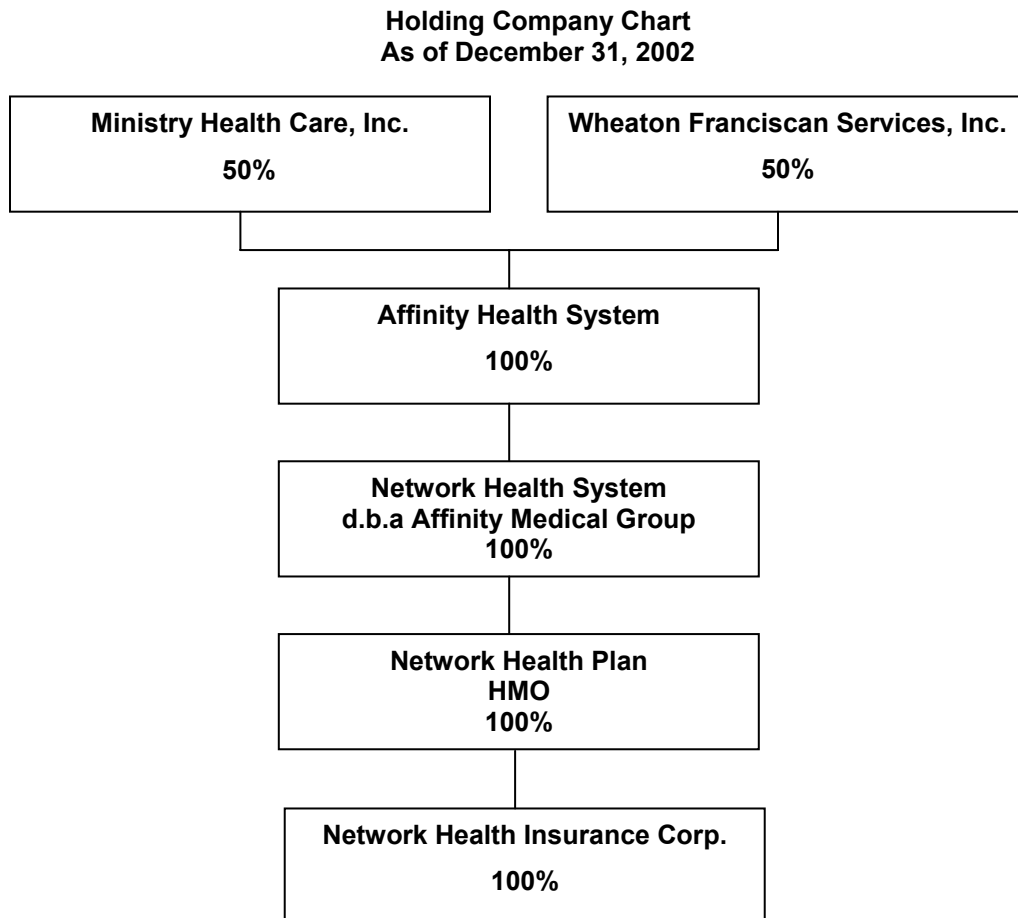 Holding Company Chart
As of December 31, 2002
Ministry Health Care, Inc.
50%
Wheaton Franciscan Services, Inc.
50%
Affinity Health System
100%
Network Health System
d.b.a Affinity Medical Group
100%
Network Health Plan
HMO
100%
Network Health Insurance Corp.
100%